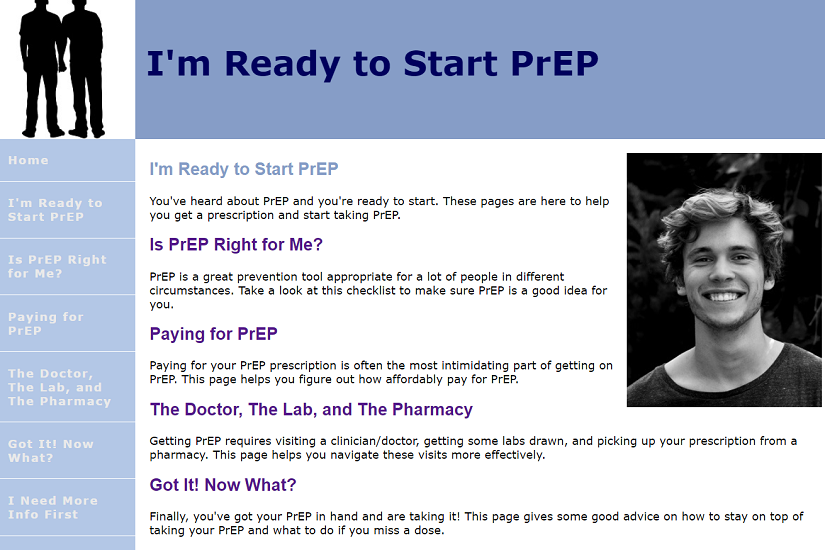 I'm Ready to Start PrEP
Home
I'm Ready to
Start PrEP
Is PrEP Right
for Me?
Paying for
PrEP
The Doctor,
The Lab, and
The Pharmacy
Got It! Now
What?
I Need More
Info First
I'm Ready to Start PrEP
You've heard about PrEP and you're ready to start. These pages are here to help
you get a prescription and start taking PrEP.
Is PrEP Right for Me?
PrEP is a great prevention tool appropriate for a lot of people in different
circumstances. Take a look at this checklist to make sure PrEP is a good idea for
you.
Paying for PrEP
Paying for your PrEP prescription is often the most intimidating part of getting on
PrEP. This page helps you figure out how affordably pay for PrEP.
The Doctor, The Lab, and The Pharmacy
Getting PrEP requires visiting a clinician/doctor, getting some labs drawn, and picking up your prescription from a
pharmacy. This page helps you navigate these visits more effectively.
Got It! Now What?
Finally, you've got your PrEP in hand and are taking it! This page gives some good advice on how to stay on top of
taking your PrEP and what to do if you miss a dose.